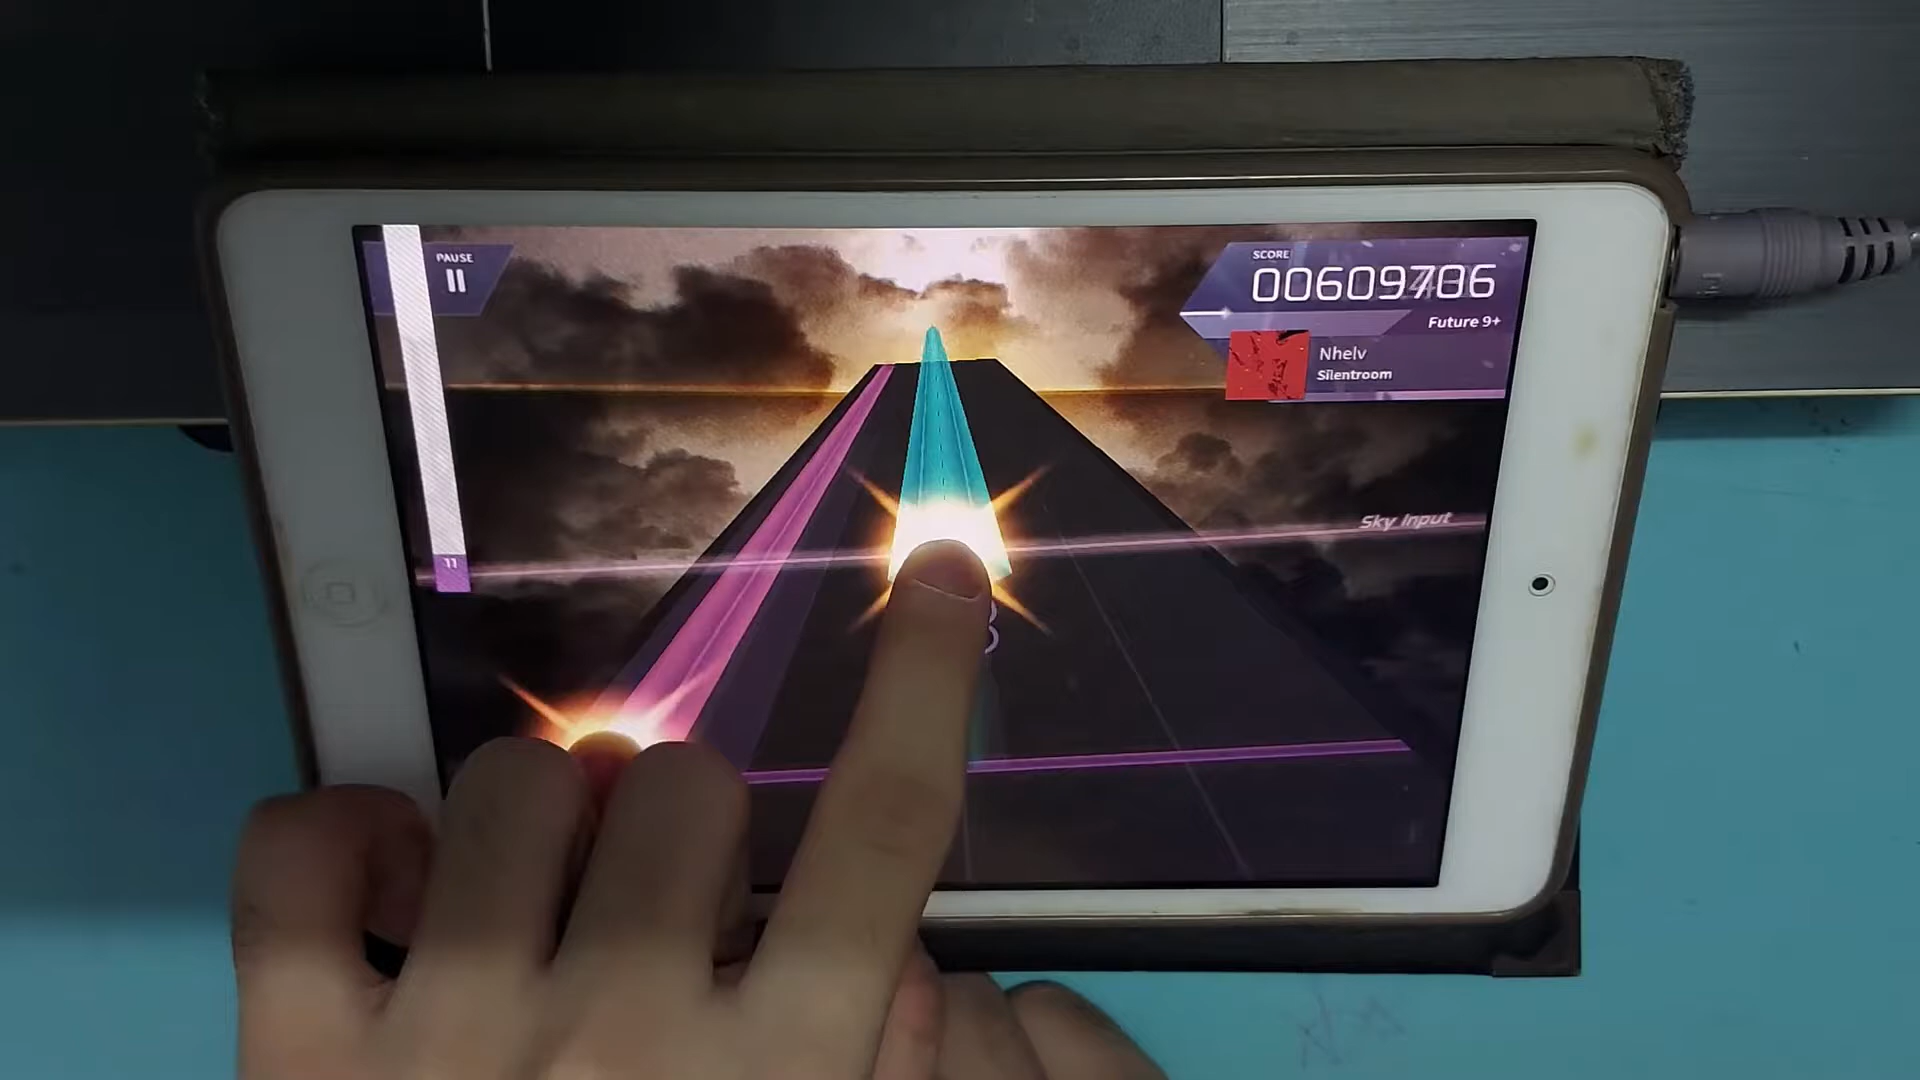 PAUSE
SCORE
00609706
Future 9+
Nhelv
Silentroom
Sky Input
11